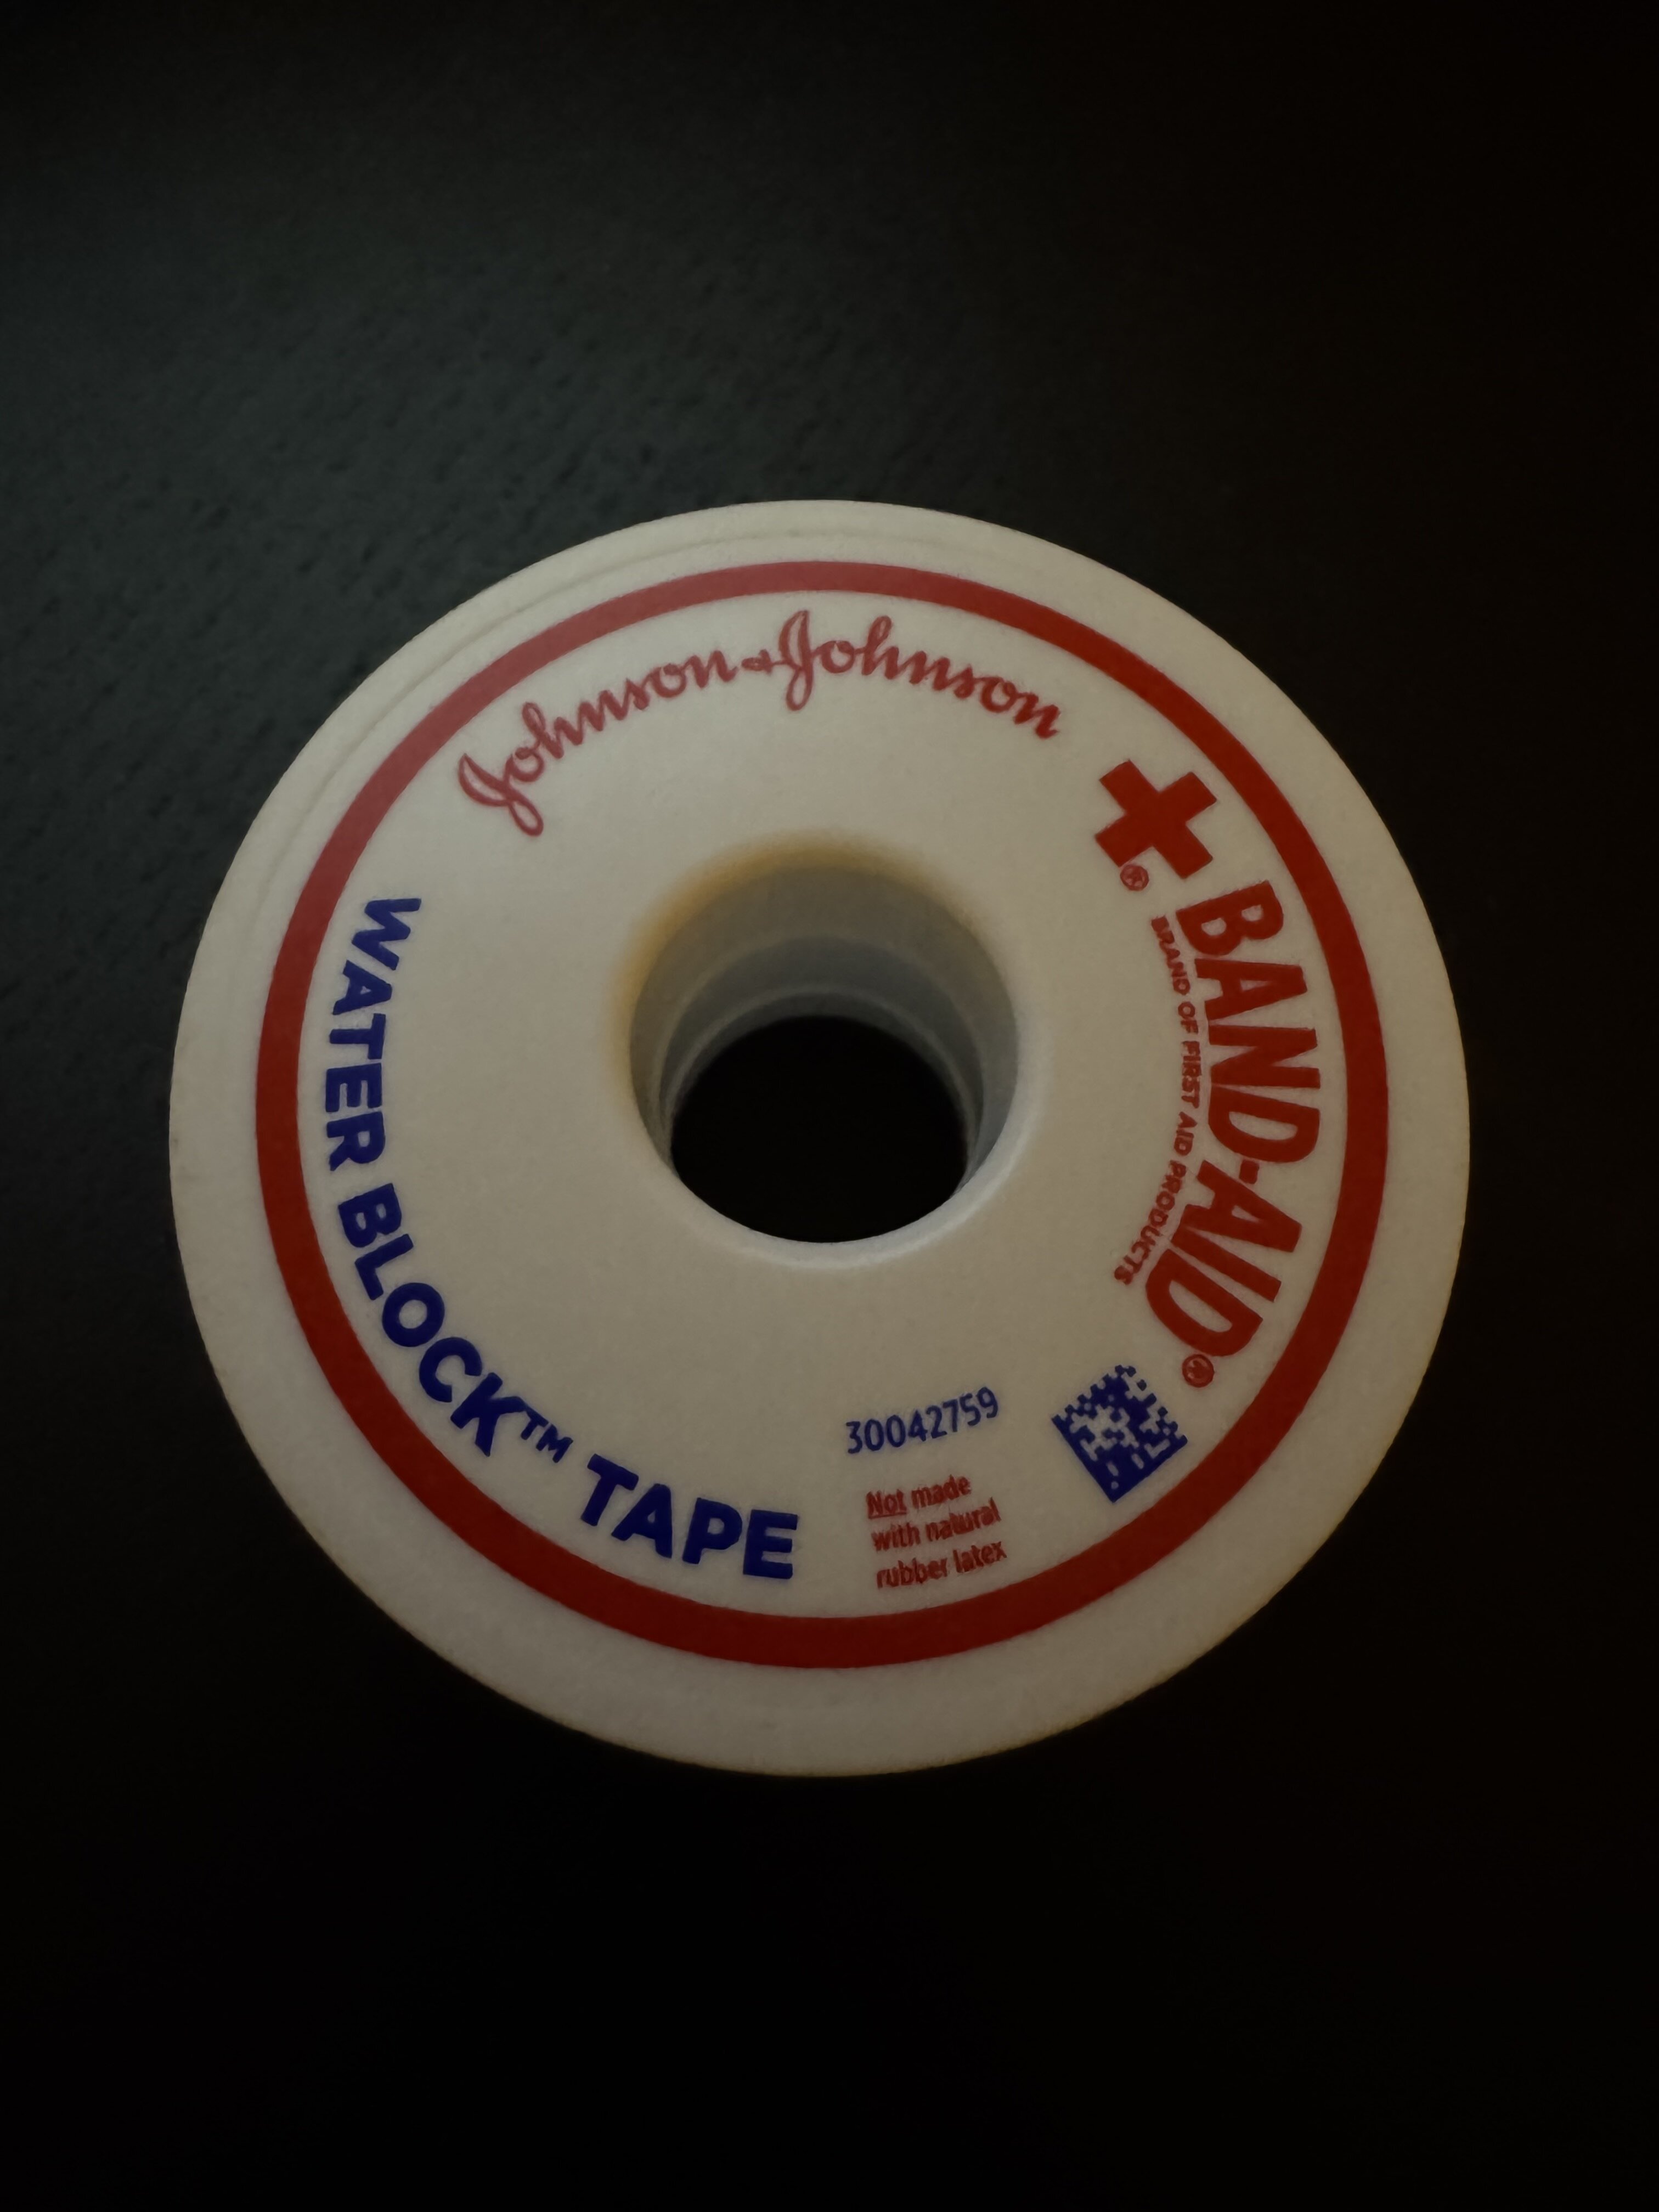 Johnson+Johnson
BAND-AID®
®
BRAND OF FIRST AID PRODUCTS
WATER BLOCK™ TAPE
30042759
Not made
with natural
rubber latex